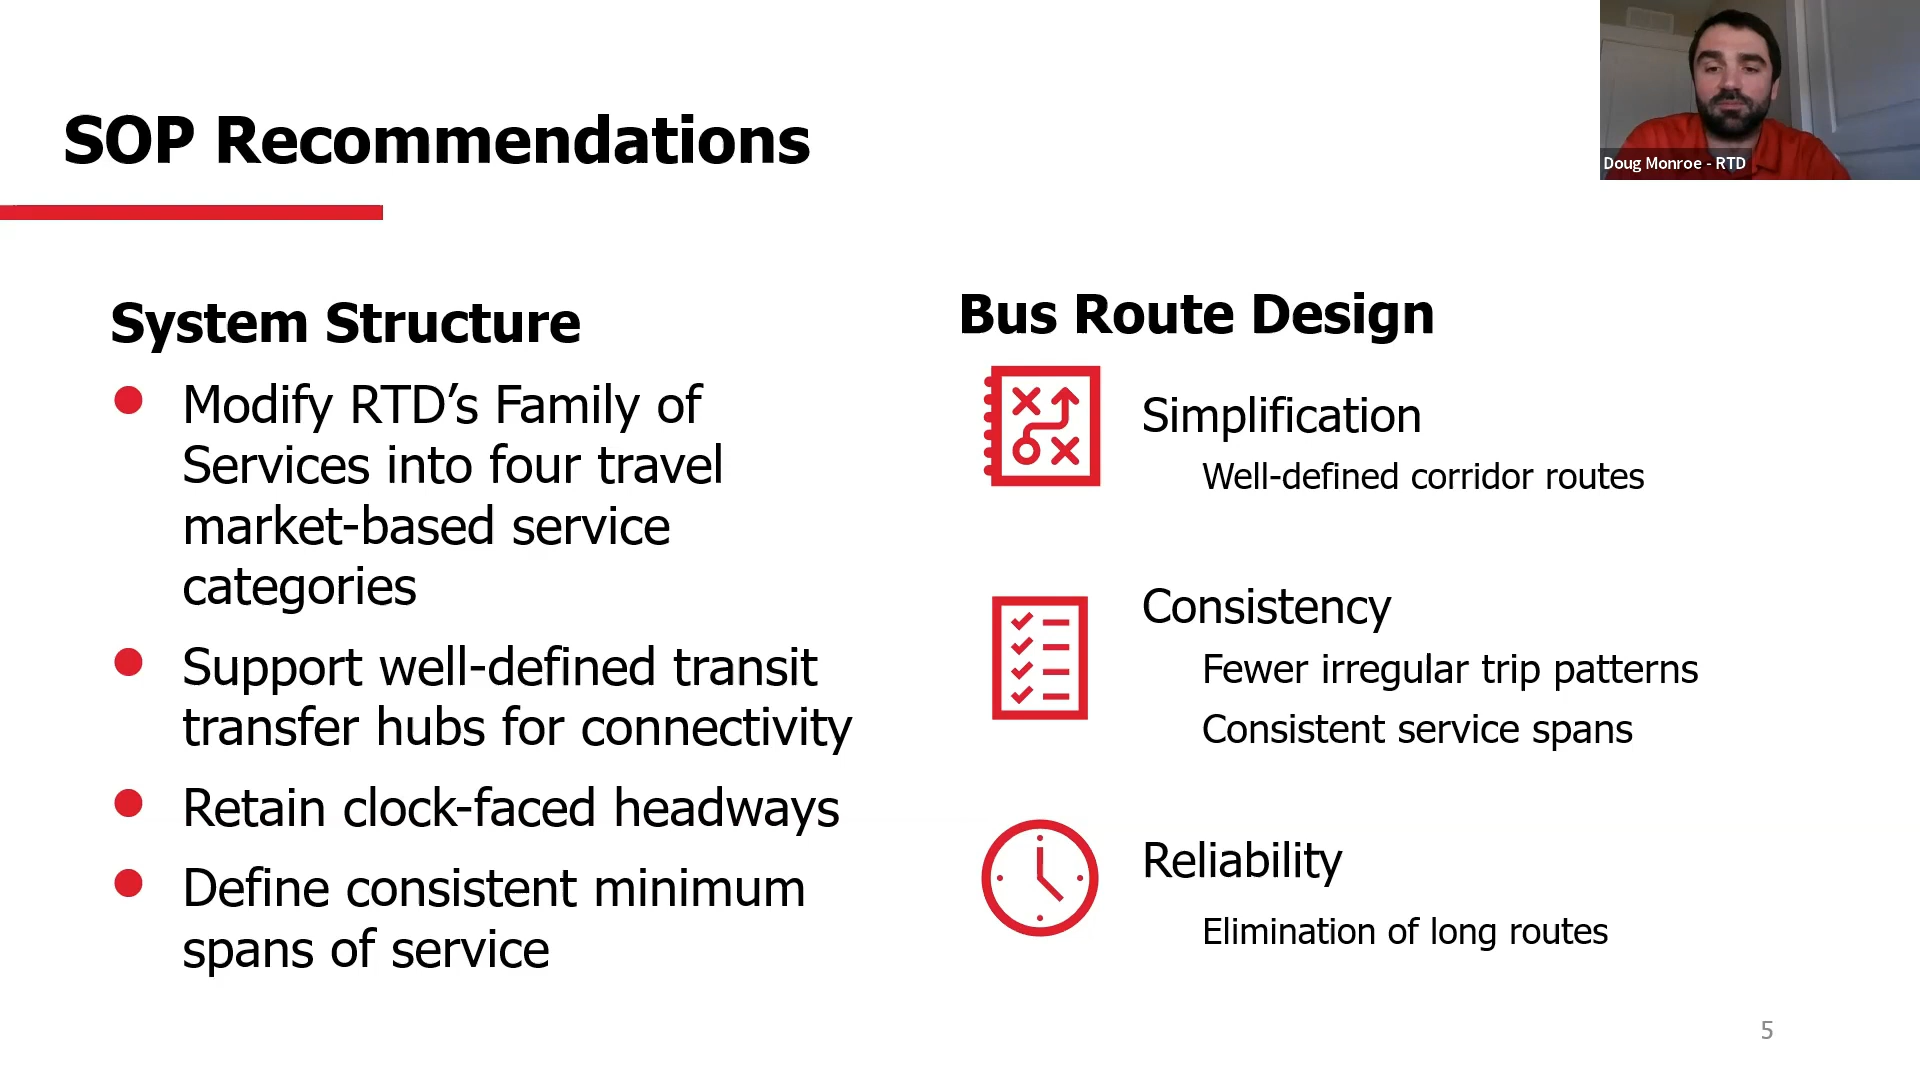 SOP Recommendations
Doug Monroe - RTD
System Structure
Modify RTD’s Family of
Services into four travel
market-based service
categories
Support well-defined transit
transfer hubs for connectivity
Retain clock-faced headways
Define consistent minimum
spans of service
Bus Route Design
Simplification
Well-defined corridor routes
Consistency
Fewer irregular trip patterns
Consistent service spans
Reliability
Elimination of long routes
5